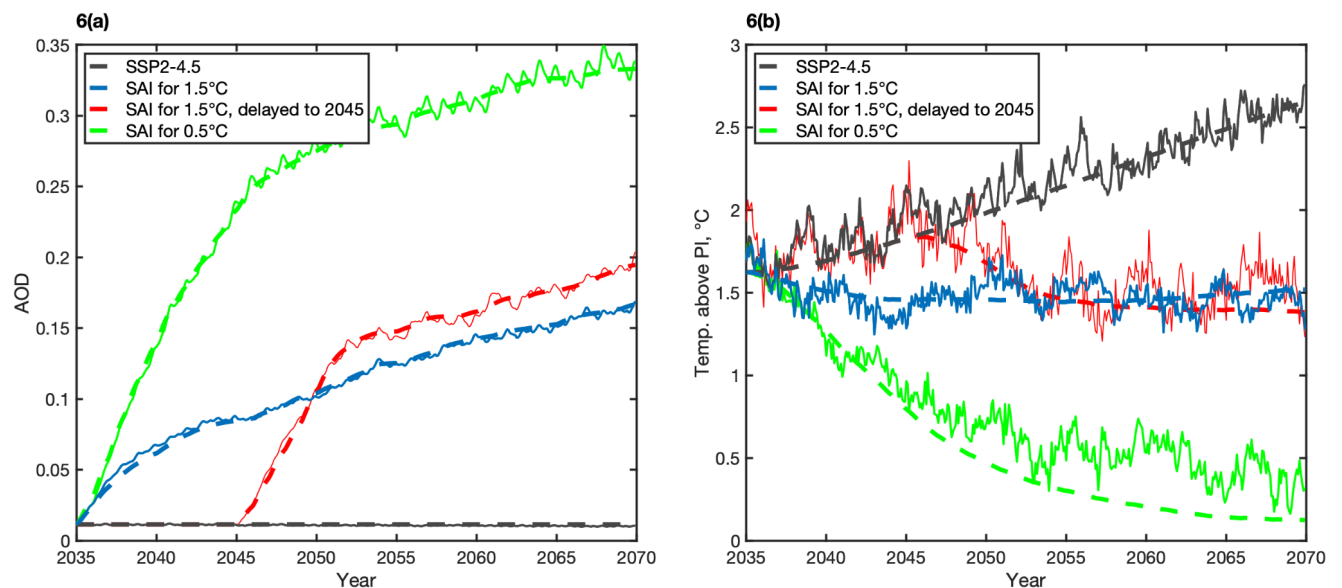 6(a)
0.35
0.3
0.25
0.2
0.15
0.1
0.05
0
AOD
SSP2-4.5
SAI for 1.5°C
SAI for 1.5°C, delayed to 2045
SAI for 0.5°C
2035 2040 2045 2050 2055 2060 2065 2070
Year
6(b)
3
2.5
2
1.5
1
0.5
0
Temp. above PI, °C
SSP2-4.5
SAI for 1.5°C
SAI for 1.5°C, delayed to 2045
SAI for 0.5°C
2035 2040 2045 2050 2055 2060 2065 2070
Year